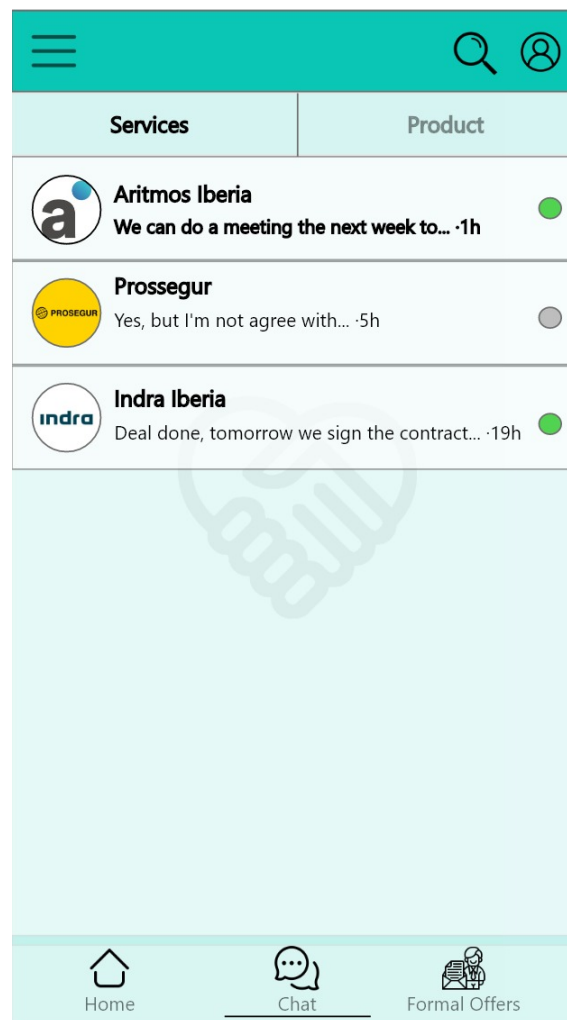 Services
Product
a
Aritmos Iberia
We can do a meeting the next week to... ·1h
PROSEGUR
Prossegur
Yes, but I'm not agree with... ·5h
indra
Indra Iberia
Deal done, tomorrow we sign the contract... ·19h
Home
Chat
Formal Offers